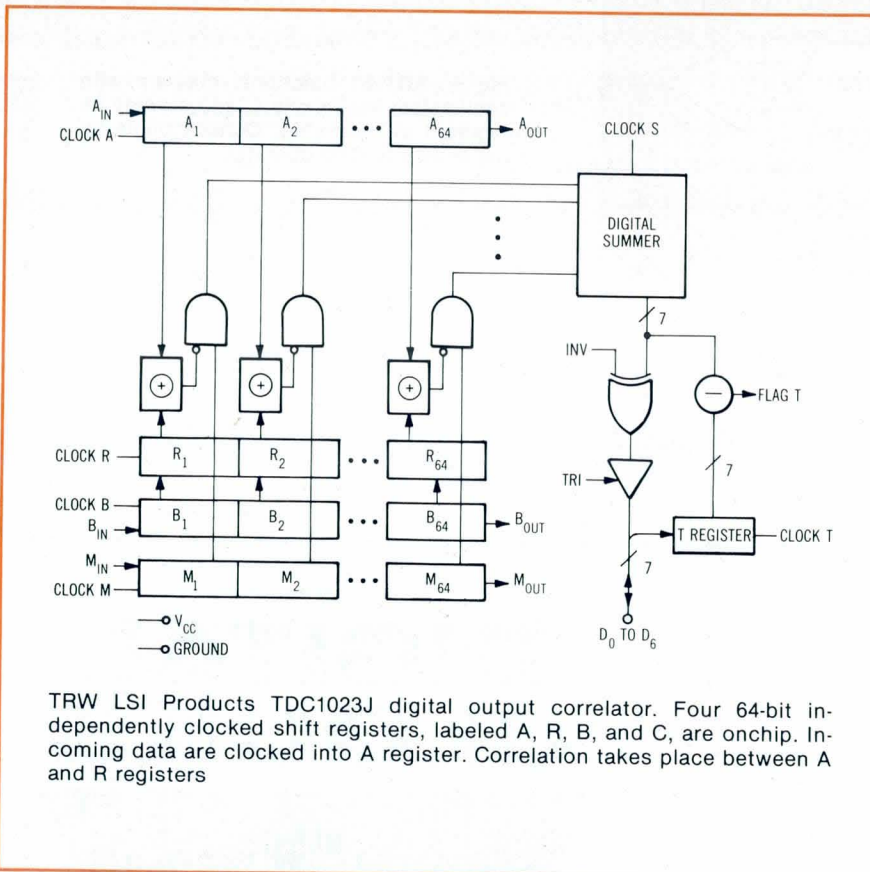 A_IN
CLOCK A
A_1 A_2 A_64
A_OUT
CLOCK S
DIGITAL
SUMMER
7
INV
FLAG T
CLOCK R
R_1 R_2 R_64
7
TRI
CLOCK B
B_IN
B_1 B_2 B_64
B_OUT
T REGISTER
CLOCK T
M_IN
CLOCK M
M_1 M_2 M_64
M_OUT
7
V_CC
GROUND
D_0 TO D_6
TRW LSI Products TDC1023J digital output correlator. Four 64-bit in-
dependently clocked shift registers, labeled A, R, B, and C, are onchip. In-
coming data are clocked into A register. Correlation takes place between A
and R registers